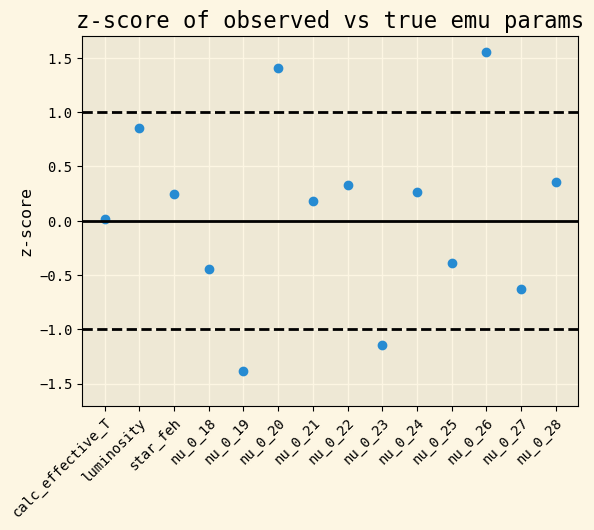 z-score of observed vs true emu params
1.5
1.0
0.5
0.0
−0.5
−1.0
−1.5
z-score
calc_effective_T
luminosity
star_feh
nu_0_18
nu_0_19
nu_0_20
nu_0_21
nu_0_22
nu_0_23
nu_0_24
nu_0_25
nu_0_26
nu_0_27
nu_0_28